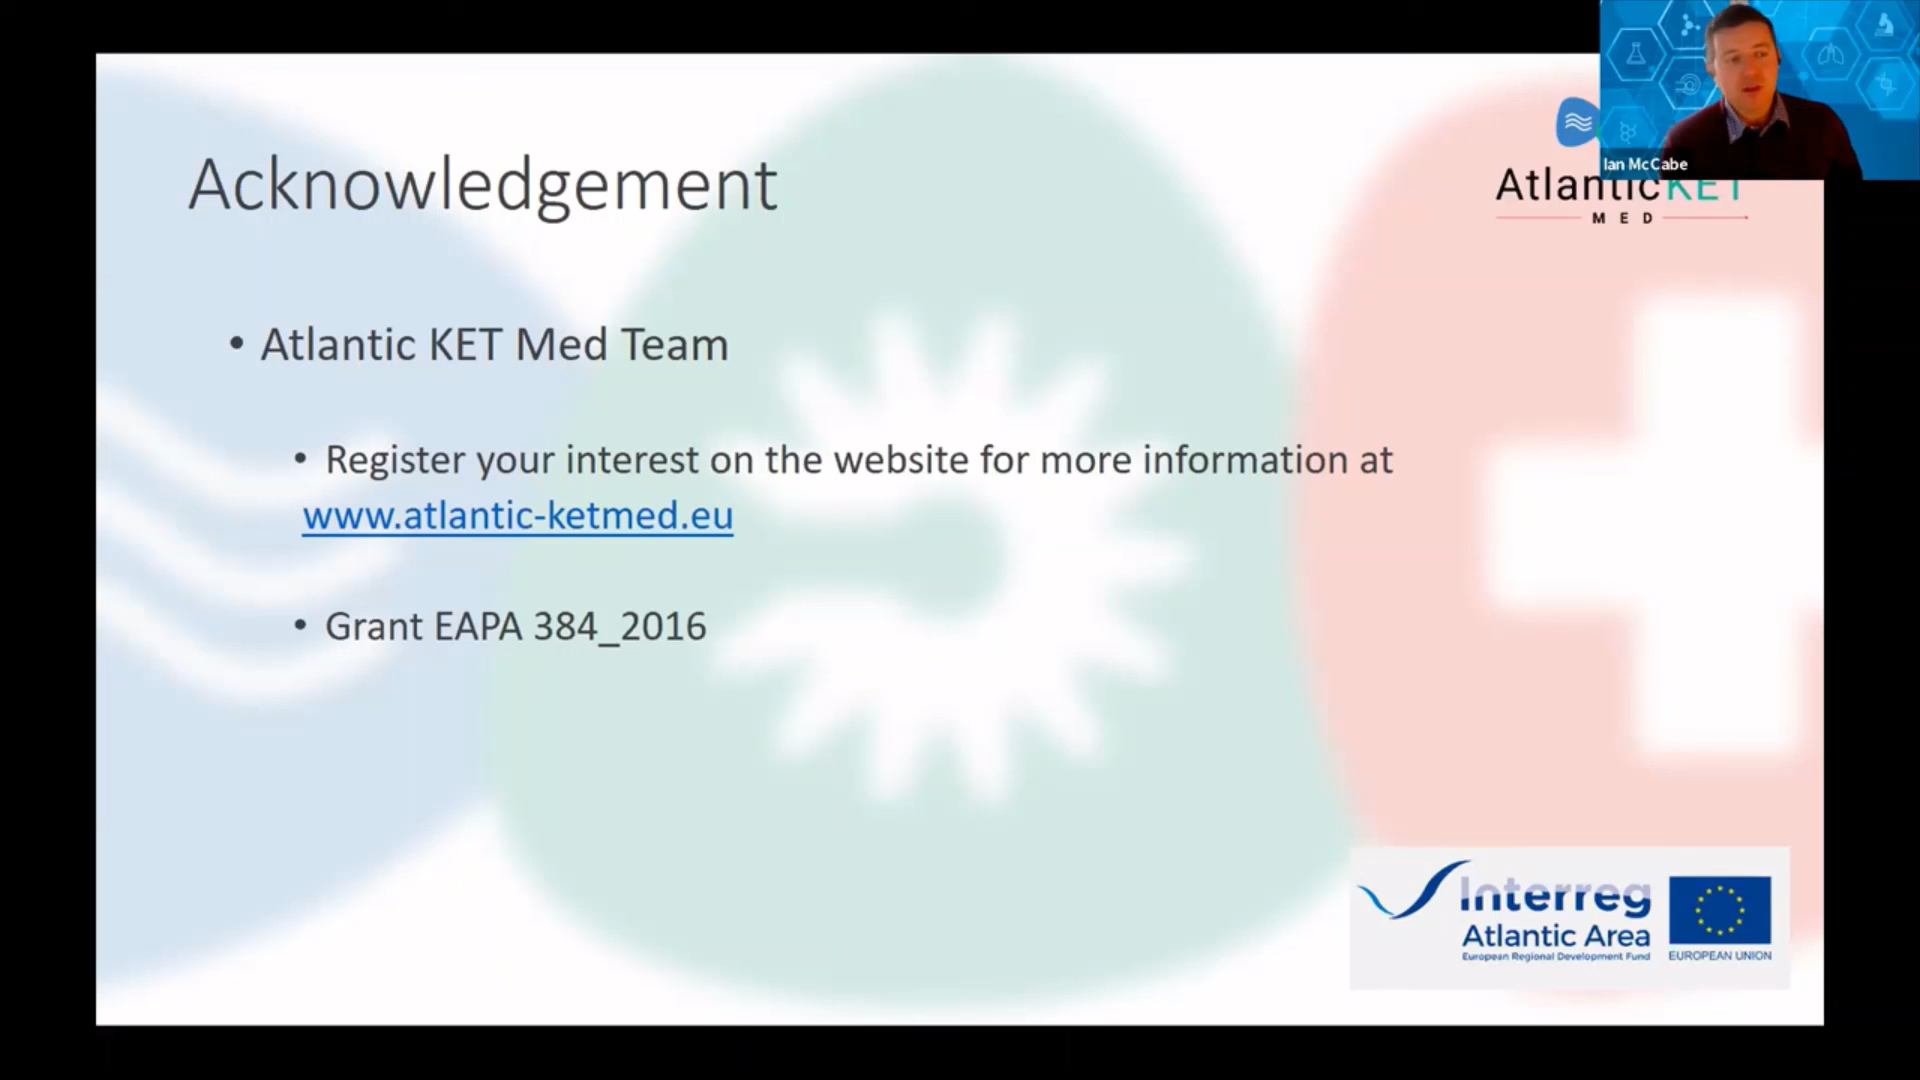 Ian McCabe
Acknowledgement
AtlanticKET
MED
• Atlantic KET Med Team
• Register your interest on the website for more information at
www.atlantic-ketmed.eu
• Grant EAPA 384_2016
Interreg
Atlantic Area
European Regional Development Fund
EUROPEAN UNION